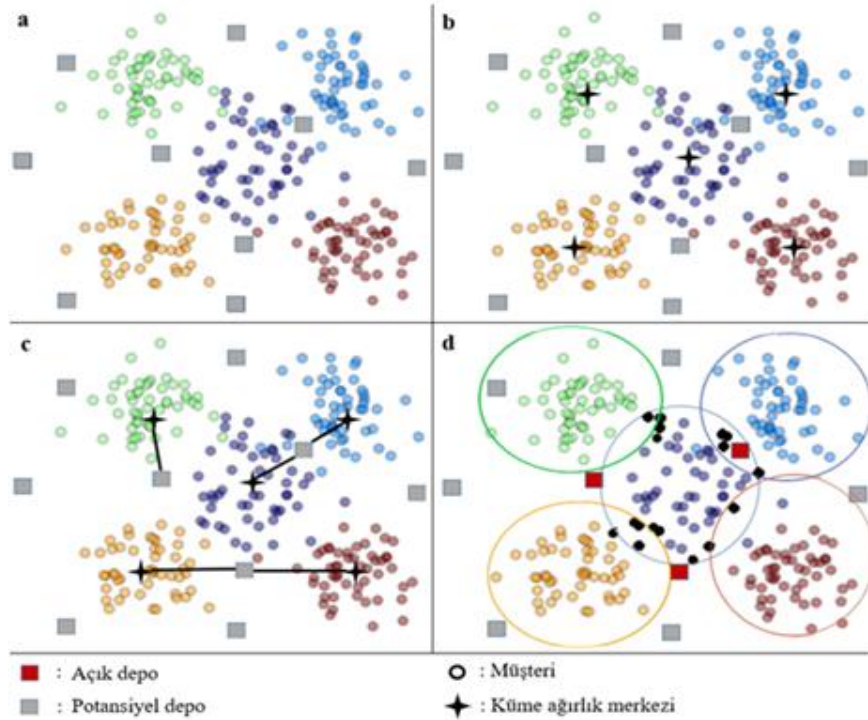 a
b
c
d
: Açık depo
: Müşteri
: Potansiyel depo
: Küme ağırlık merkezi